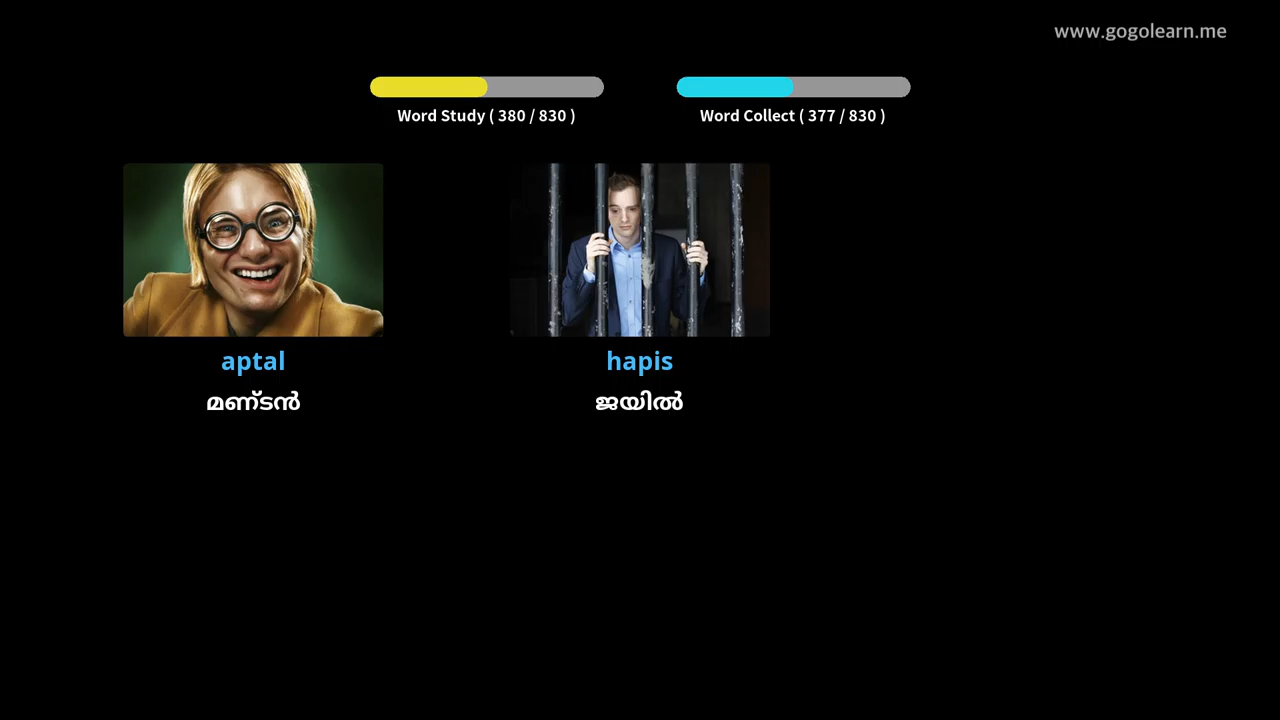 www.gogolearn.me
Word Study ( 380 / 830 )
Word Collect ( 377 / 830 )
aptal
hapis
മണ്ടൻ
ജയിൽ